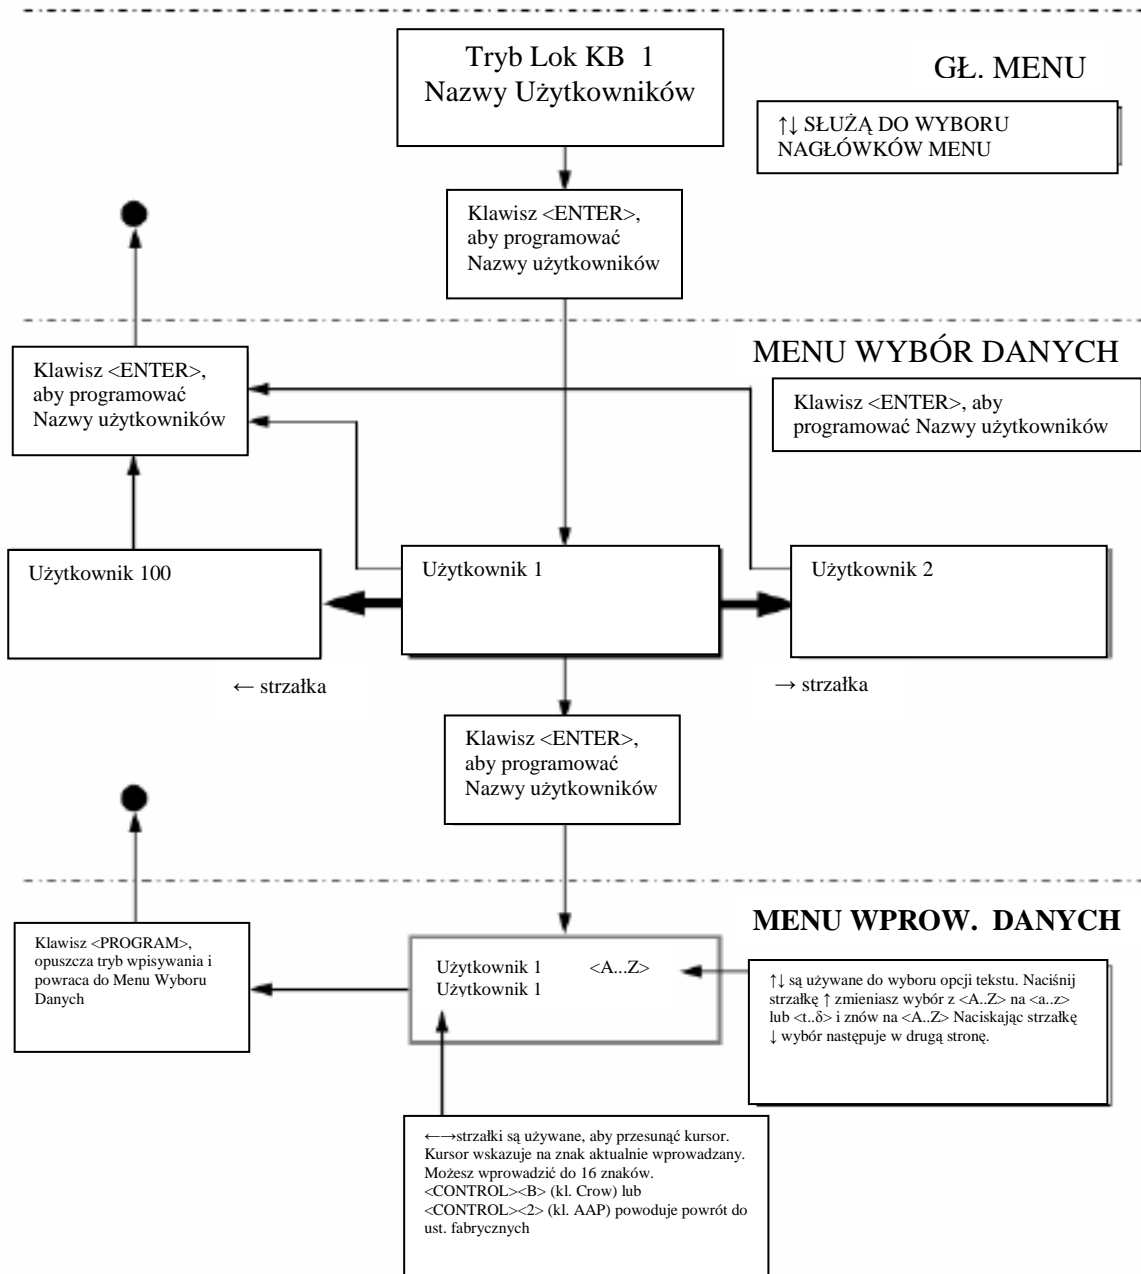 Tryb Lok KB 1
Nazwy Użytkowników
GŁ. MENU
↑↓ SŁUŻĄ DO WYBORU
NAGŁÓWKÓW MENU
Klawisz <ENTER>,
aby programować
Nazwy użytkowników
MENU WYBÓR DANYCH
Klawisz <ENTER>,
aby programować
Nazwy użytkowników
Klawisz <ENTER>, aby
programować Nazwy użytkowników
Użytkownik 100
Użytkownik 1
Użytkownik 2
← strzałka
→ strzałka
Klawisz <ENTER>,
aby programować
Nazwy użytkowników
MENU WPROW. DANYCH
Klawisz <PROGRAM>,
opuszcza tryb wpisywania i
powraca do Menu Wyboru
Danych
Użytkownik 1 <A...Z>
Użytkownik 1
↑↓ są używane do wyboru opcji tekstu. Naciśnij
strzałkę ↑ zmieniasz wybór z <A..Z> na <a..z>
lub <t..δ> i znów na <A..Z> Naciskając strzałkę
↓ wybór następuje w drugą stronę.
←→strzałki są używane, aby przesunąć kursor.
Kursor wskazuje na znak aktualnie wprowadzany.
Możesz wprowadzić do 16 znaków.
<CONTROL><B> (kl. Crow) lub
<CONTROL><2> (kl. AAP) powoduje powrót do
ust. fabrycznych